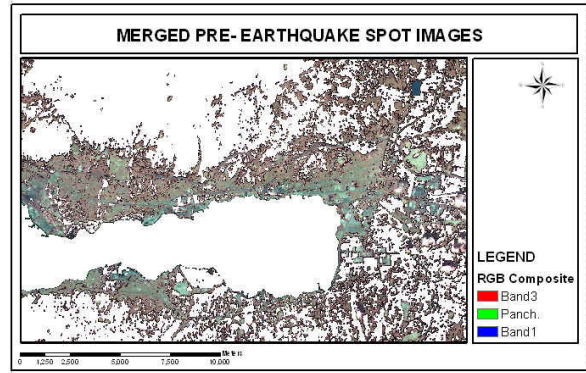 MERGED PRE- EARTHQUAKE SPOT IMAGES
LEGEND
RGB Composite
Band3
Panch.
Band1
Meters
0 1,250 2,500 5,000 7,500 10,000